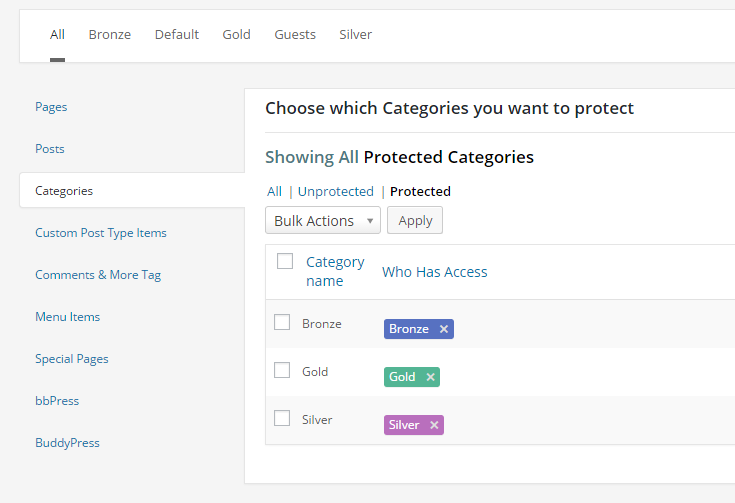 All Bronze Default Gold Guests Silver
Pages
Posts
Categories
Custom Post Type Items
Comments & More Tag
Menu Items
Special Pages
bbPress
BuddyPress
Choose which Categories you want to protect
Showing All Protected Categories
All | Unprotected | Protected
Bulk Actions ▾ Apply
Category
name
Who Has Access
Bronze Bronze ×
Gold Gold ×
Silver Silver ×